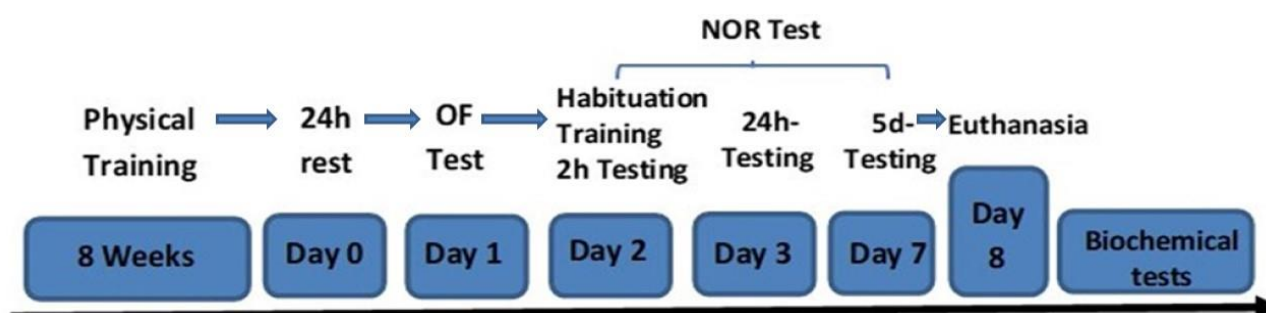 NOR Test
Physical
Training
24h
rest
OF
Test
Habituation
Training
2h Testing
24h-
Testing
5d-
Testing
Euthanasia
8 Weeks
Day 0
Day 1
Day 2
Day 3
Day 7
Day
8
Biochemical
tests